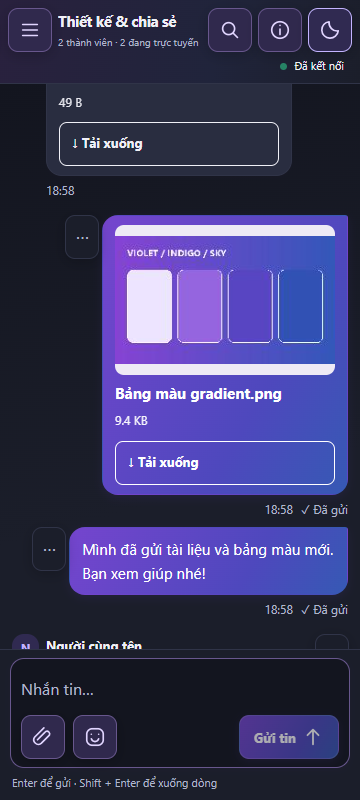 Thiết kế & chia sẻ
2 thành viên · 2 đang trực tuyến
Đã kết nối
49 B
↓ Tải xuống
18:58
...
VIOLET / INDIGO / SKY
Bảng màu gradient.png
9.4 KB
↓ Tải xuống
18:58 ✓ Đã gửi
...
Mình đã gửi tài liệu và bảng màu mới.
Bạn xem giúp nhé!
18:58 ✓ Đã gửi
N Người cùng tên
Nhắn tin...
Gửi tin ↑
Enter để gửi · Shift + Enter để xuống dòng